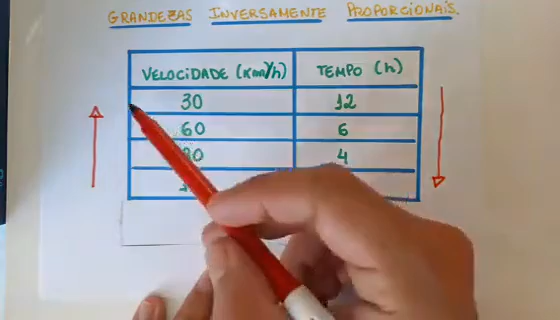 GRANDEZAS INVERSAMENTE PROPORCIONAIS.
VELOCIDADE (Km/h) TEMPO (h)
30 12
60 6
4